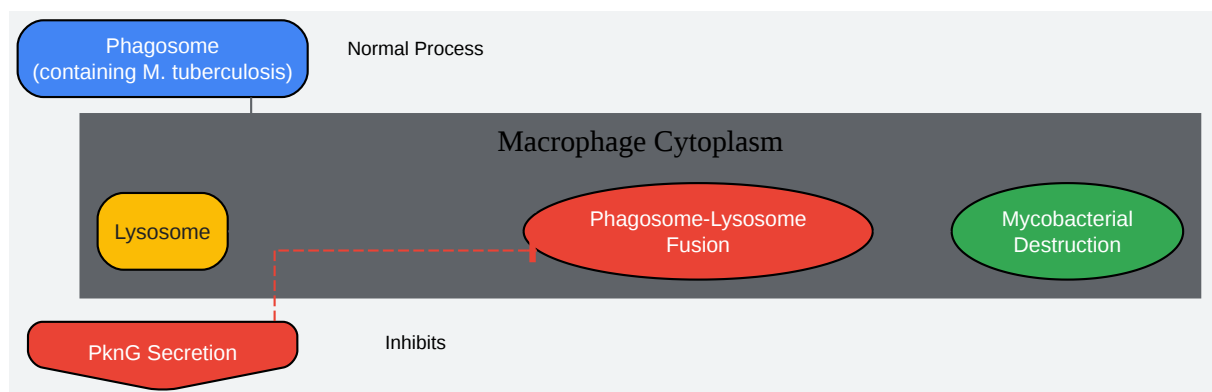 Phagosome
(containing M. tuberculosis)
Normal Process
Macrophage Cytoplasm
Lysosome
Phagosome-Lysosome
Fusion
Mycobacterial
Destruction
PknG Secretion
Inhibits